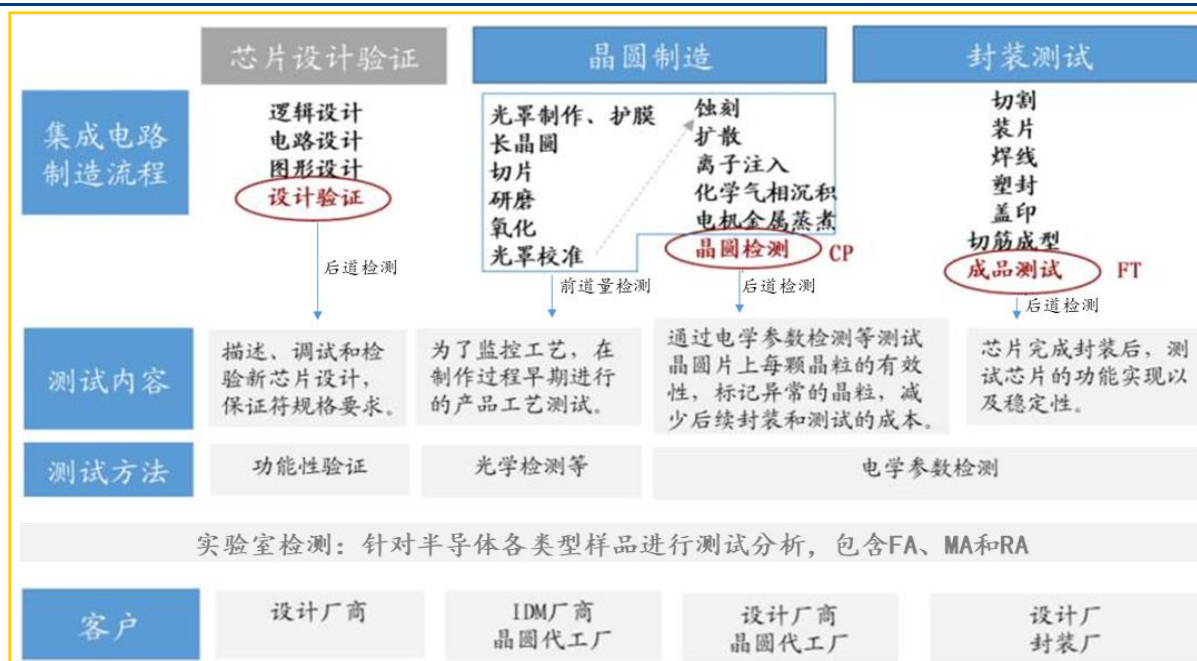 芯片设计验证
晶圆制造
封装测试
集成电路
制造流程
逻辑设计
电路设计
图形设计
设计验证
光罩制作、护膜
长晶圆
切片
研磨
氧化
光罩校准
蚀刻
扩散
离子注入
化学气相沉积
电机金属蒸煮
晶圆检测
CP
切割
装片
焊线
塑封
盖印
切筋成型
成品测试
FT
后道检测
前道量检测
后道检测
后道检测
测试内容
描述、调试和检
验新芯片设计，
保证符规格要求。
为了监控工艺，在
制作过程早期进行
的产品工艺测试。
通过电学参数检测等测试
晶圆片上每颗晶粒的有效
性，标记异常的晶粒，减
少后续封装和测试的成本。
芯片完成封装后，测
试芯片的功能实现以
及稳定性。
测试方法
功能性验证
光学检测等
电学参数检测
实验室检测：针对半导体各类型样品进行测试分析，包含FA、MA和RA
客户
设计厂商
IDM厂商
晶圆代工厂
设计厂商
晶圆代工厂
设计厂
封装厂